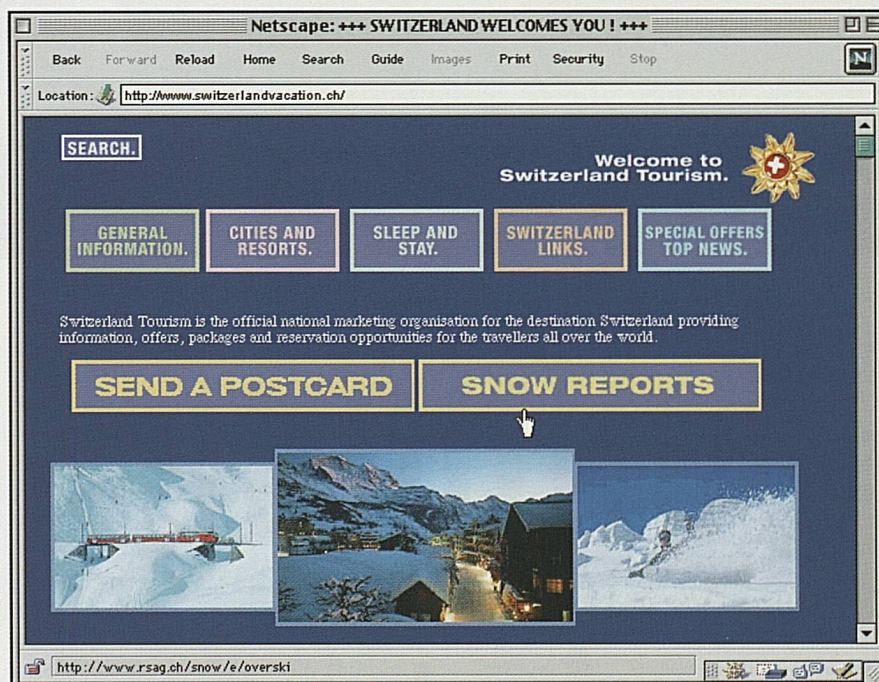 Netscape: +++ SWITZERLAND WELCOMES YOU ! +++
Back Forward Reload Home Search Guide Images Print Security Stop
N
Location: http://www.switzerlandvacation.ch/
SEARCH.
Welcome to
Switzerland Tourism.
GENERAL
INFORMATION.
CITIES AND
RESORTS.
SLEEP AND
STAY.
SWITZERLAND
LINKS.
SPECIAL OFFERS
TOP NEWS.
Switzerland Tourism is the official national marketing organisation for the destination Switzerland providing
information, offers, packages and reservation opportunities for the travellers all over the world.
SEND A POSTCARD
SNOW REPORTS
http://www.rsag.ch/snow/e/overski